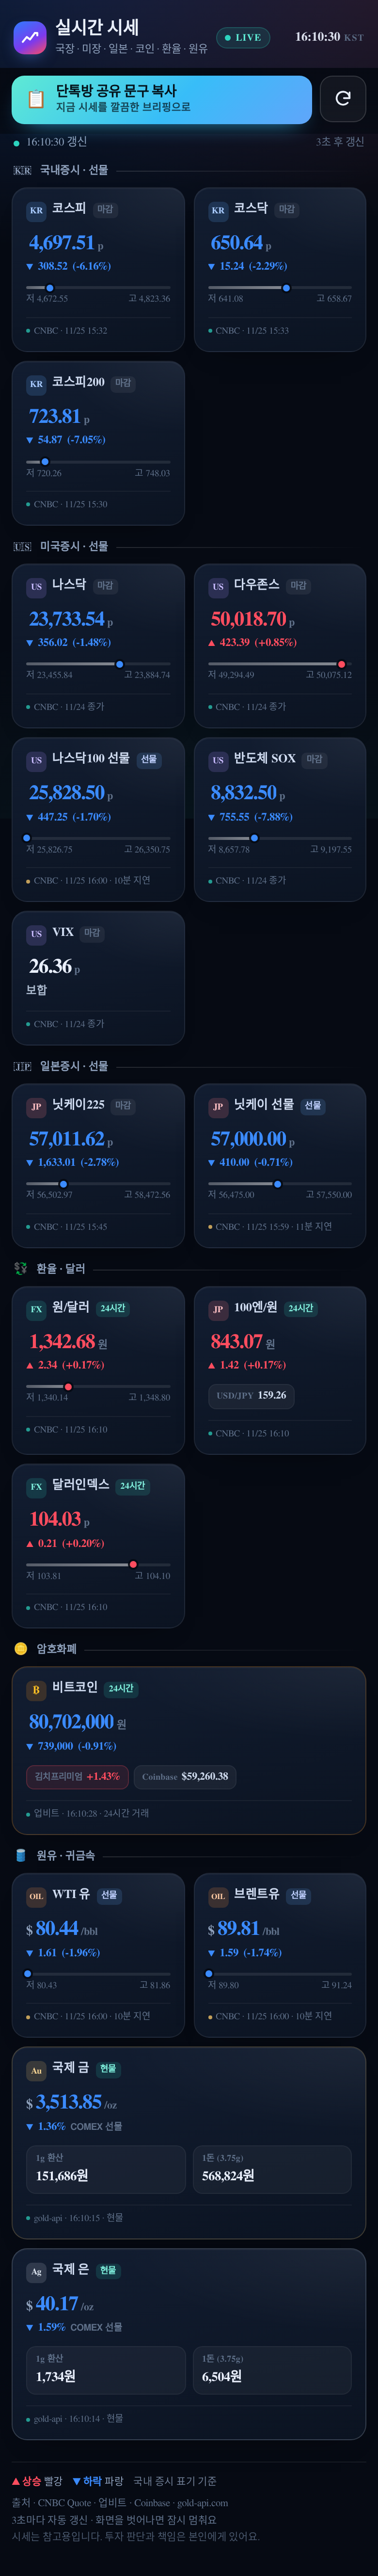 실시간 시세
국장 · 미장 · 일본 · 코인 · 환율 · 원유
LIVE
16:10:30 KST
단톡방 공유 문구 복사
지금 시세를 깔끔한 브리핑으로
16:10:30 갱신
3초 후 갱신
🇰🇷 국내증시 · 선물
KR 코스피 마감
4,697.51 p
▼ 308.52 (-6.16%)
저 4,672.55 고 4,823.36
CNBC · 11/25 15:32
KR 코스닥 마감
650.64 p
▼ 15.24 (-2.29%)
저 641.08 고 658.67
CNBC · 11/25 15:33
KR 코스피200 마감
723.81 p
▼ 54.87 (-7.05%)
저 720.26 고 748.03
CNBC · 11/25 15:30
🇺🇸 미국증시 · 선물
US 나스닥 마감
23,733.54 p
▼ 356.02 (-1.48%)
저 23,455.84 고 23,884.74
CNBC · 11/24 종가
US 다우존스 마감
50,018.70 p
▲ 423.39 (+0.85%)
저 49,294.49 고 50,075.12
CNBC · 11/24 종가
US 나스닥100 선물 선물
25,828.50 p
▼ 447.25 (-1.70%)
저 25,826.75 고 26,350.75
CNBC · 11/25 16:00 · 10분 지연
US 반도체 SOX 마감
8,832.50 p
▼ 755.55 (-7.88%)
저 8,657.78 고 9,197.55
CNBC · 11/24 종가
US VIX 마감
26.36 p
보합
CNBC · 11/24 종가
🇯🇵 일본증시 · 선물
JP 닛케이225 마감
57,011.62 p
▼ 1,633.01 (-2.78%)
저 56,502.97 고 58,472.56
CNBC · 11/25 15:45
JP 닛케이 선물 선물
57,000.00 p
▼ 410.00 (-0.71%)
저 56,475.00 고 57,550.00
CNBC · 11/25 15:59 · 11분 지연
환율 · 달러
FX 원/달러 24시간
1,342.68 원
▲ 2.34 (+0.17%)
저 1,340.14 고 1,348.80
CNBC · 11/25 16:10
JP 100엔/원 24시간
843.07 원
▲ 1.42 (+0.17%)
USD/JPY 159.26
CNBC · 11/25 16:10
FX 달러인덱스 24시간
104.03 p
▲ 0.21 (+0.20%)
저 103.81 고 104.10
CNBC · 11/25 16:10
암호화폐
₿ 비트코인 24시간
80,702,000 원
▼ 739,000 (-0.91%)
김치프리미엄 +1.43% Coinbase $59,260.38
업비트 · 16:10:28 · 24시간 거래
원유 · 귀금속
OIL WTI 유 선물
$ 80.44 /bbl
▼ 1.61 (-1.96%)
저 80.43 고 81.86
CNBC · 11/25 16:00 · 10분 지연
OIL 브렌트유 선물
$ 89.81 /bbl
▼ 1.59 (-1.74%)
저 89.80 고 91.24
CNBC · 11/25 16:00 · 10분 지연
Au 국제 금 현물
$ 3,513.85 /oz
▼ 1.36% COMEX 선물
1g 환산
151,686원
1돈 (3.75g)
568,824원
gold-api · 16:10:15 · 현물
Ag 국제 은 현물
$ 40.17 /oz
▼ 1.59% COMEX 선물
1g 환산
1,734원
1돈 (3.75g)
6,504원
gold-api · 16:10:14 · 현물
▲ 상승 빨강 ▼ 하락 파랑 국내 증시 표기 기준
출처 · CNBC Quote · 업비트 · Coinbase · gold-api.com
3초마다 자동 갱신 · 화면을 벗어나면 잠시 멈춰요
시세는 참고용입니다. 투자 판단과 책임은 본인에게 있어요.